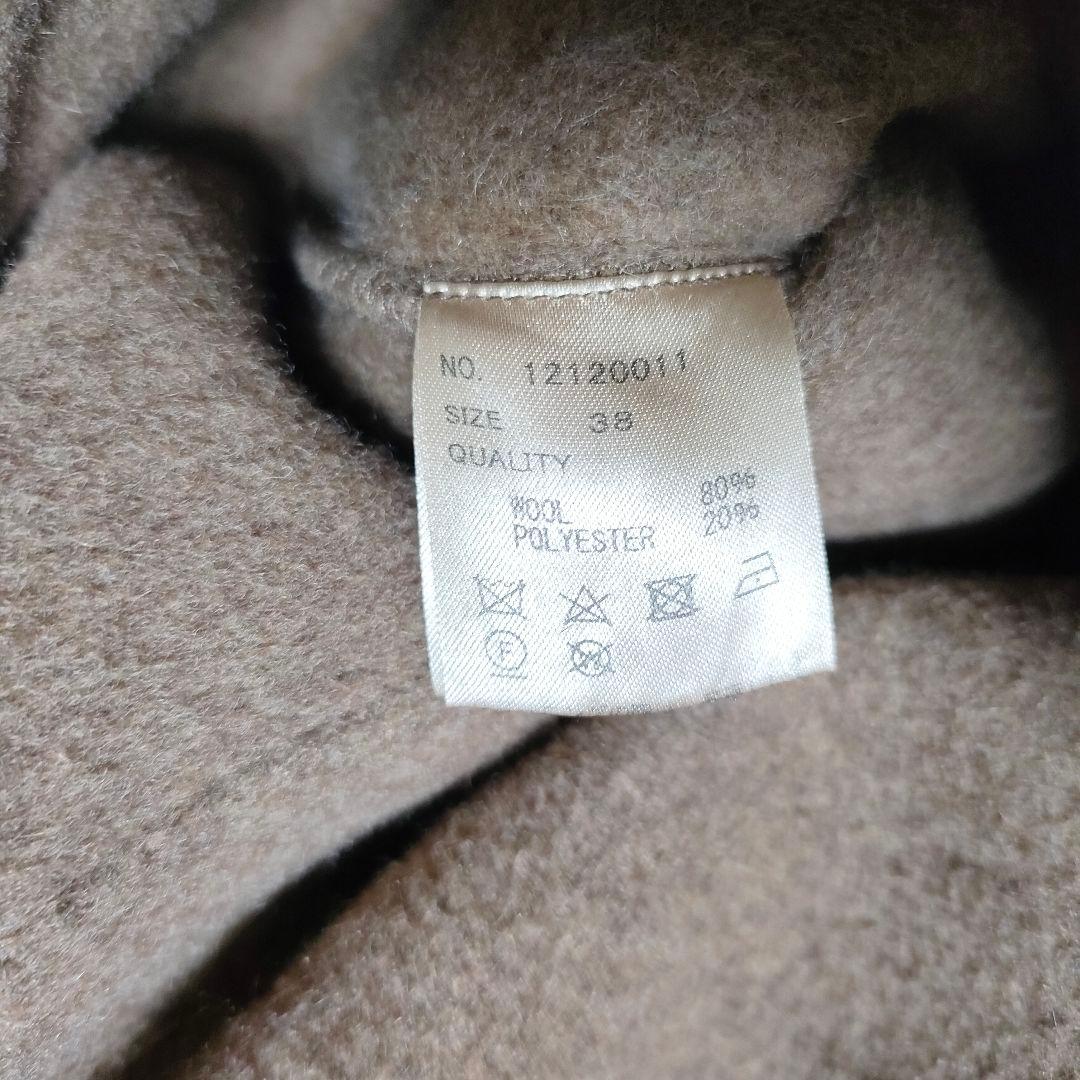 NO. 12120011
SIZE 38
QUALITY
WOOL 80%
POLYESTER 20%
F
W